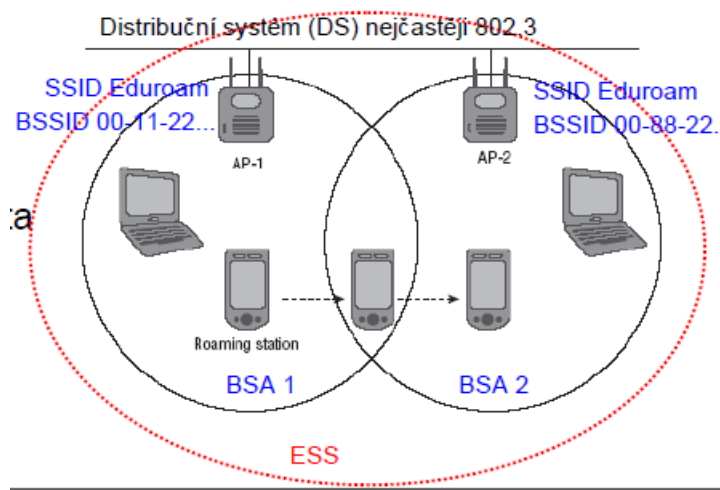 Distribuční systém (DS) nejčastěji 802.3
SSID Eduroam
BSSID 00-11-22...
SSID Eduroam
BSSID 00-88-22.
AP-1
AP-2
ta
Roaming station
BSA 1
BSA 2
ESS